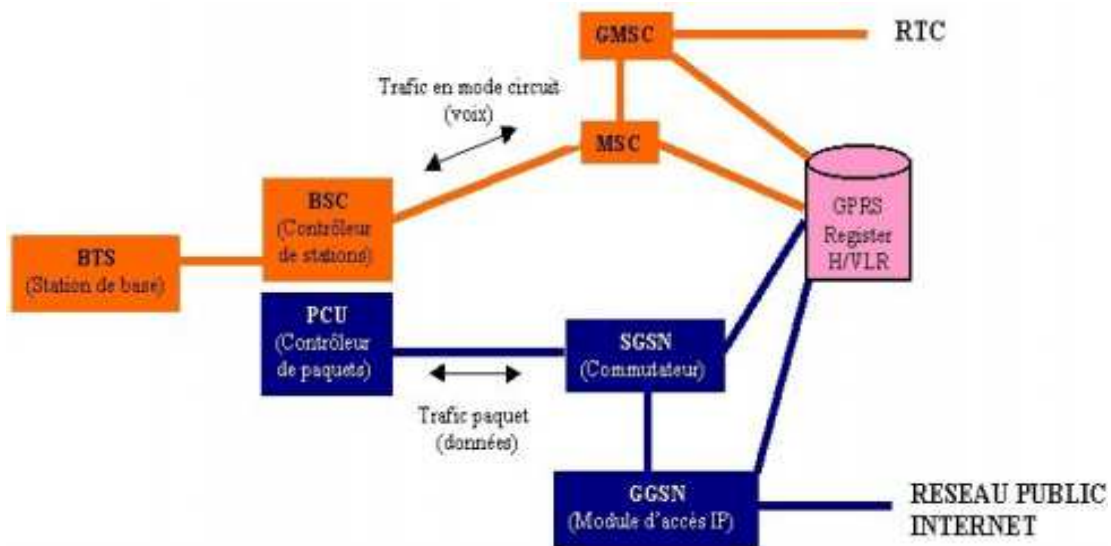 GMSC
RTC
Trafic en mode circuit
(voix)
MSC
BSC
(Contrôleur
de stations)
BTS
(Station de base)
GPRS
Register
H/VLR
PCU
(Contrôleur
de paquets)
SGSN
(Commutateur)
Trafic paquet
(données)
GGSN
(Module d'accès IP)
RESEAU PUBLIC
INTERNET